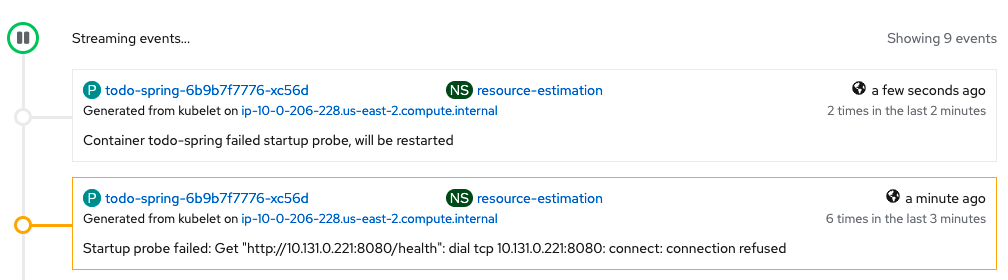 Streaming events...
Showing 9 events
P todo-spring-6b9b7f7776-xc56d NS resource-estimation a few seconds ago
Generated from kubelet on ip-10-0-206-228.us-east-2.compute.internal 2 times in the last 2 minutes
Container todo-spring failed startup probe, will be restarted
P todo-spring-6b9b7f7776-xc56d NS resource-estimation a minute ago
Generated from kubelet on ip-10-0-206-228.us-east-2.compute.internal 6 times in the last 3 minutes
Startup probe failed: Get "http://10.131.0.221:8080/health": dial tcp 10.131.0.221:8080: connect: connection refused